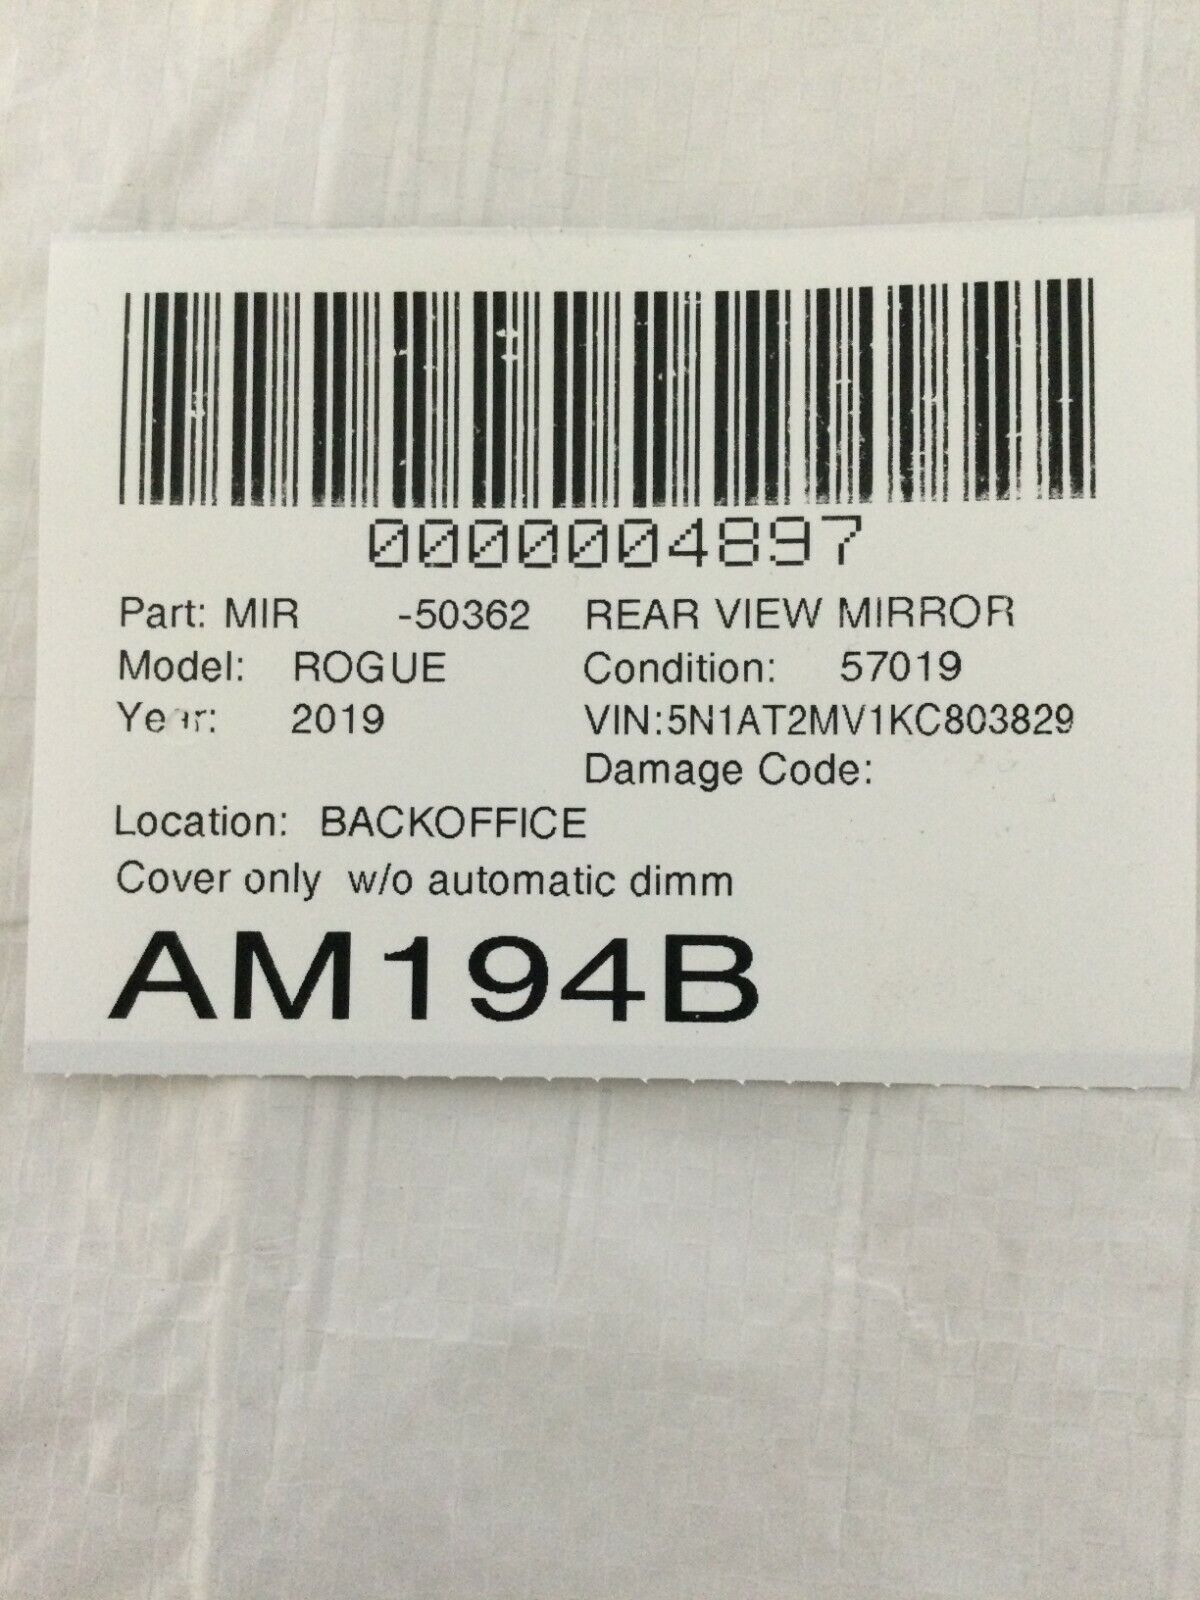 0000004897
Part: MIR -50362 REAR VIEW MIRROR
Model: ROGUE Condition: 57019
Year: 2019 VIN:5N1AT2MV1KC803829
Damage Code:
Location: BACKOFFICE
Cover only w/o automatic dimm
AM194B